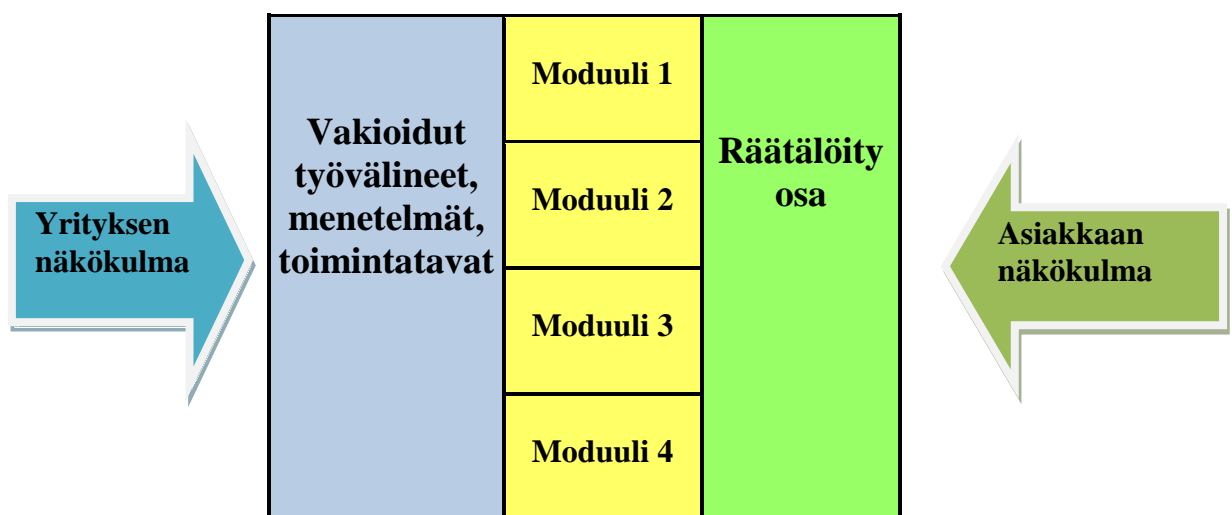 Yrityksen
näkökulma
Vakioidut
työvälineet,
menetelmät,
toimintatavat
Moduuli 1
Moduuli 2
Moduuli 3
Moduuli 4
Räätälöity
osa
Asiakkaan
näkökulma